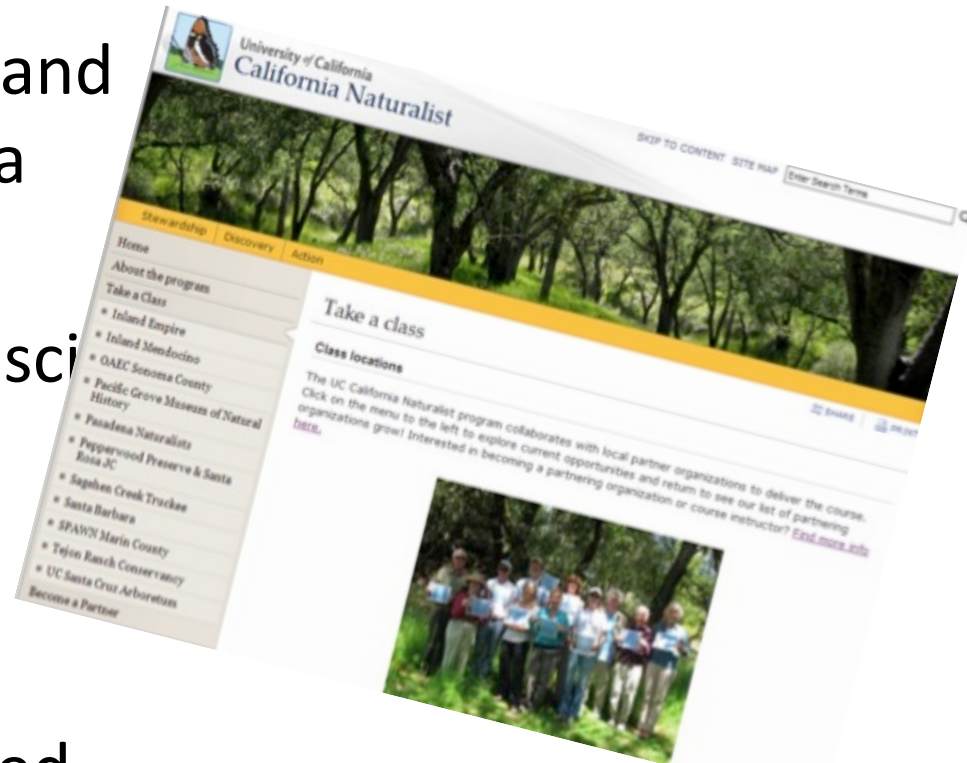 and
a
sci
ed
University of California
California Naturalist
SKIP TO CONTENT SITE MAP
Enter Search Terms
Stewardship
Discovery
Action
Home
About the program
Take a Class
Inland Empire
Inland Mendocino
OAEC Sonoma County
Pacific Grove Museum of Natural
History
Pasadena Naturalists
Pepperwood Preserve & Santa
Rosa JC
Sagehen Creek Truckee
Santa Barbara
SPAWN Marin County
Tejon Ranch Conservancy
UC Santa Cruz Arboretum
Become a Partner
Take a class
SHARE
PRINT
Class locations
The UC California Naturalist program collaborates with local partner organizations to deliver the course.
Click on the menu to the left to explore current opportunities and return to see our list of partnering
organizations grow! Interested in becoming a partnering organization or course instructor? Find more info
here.